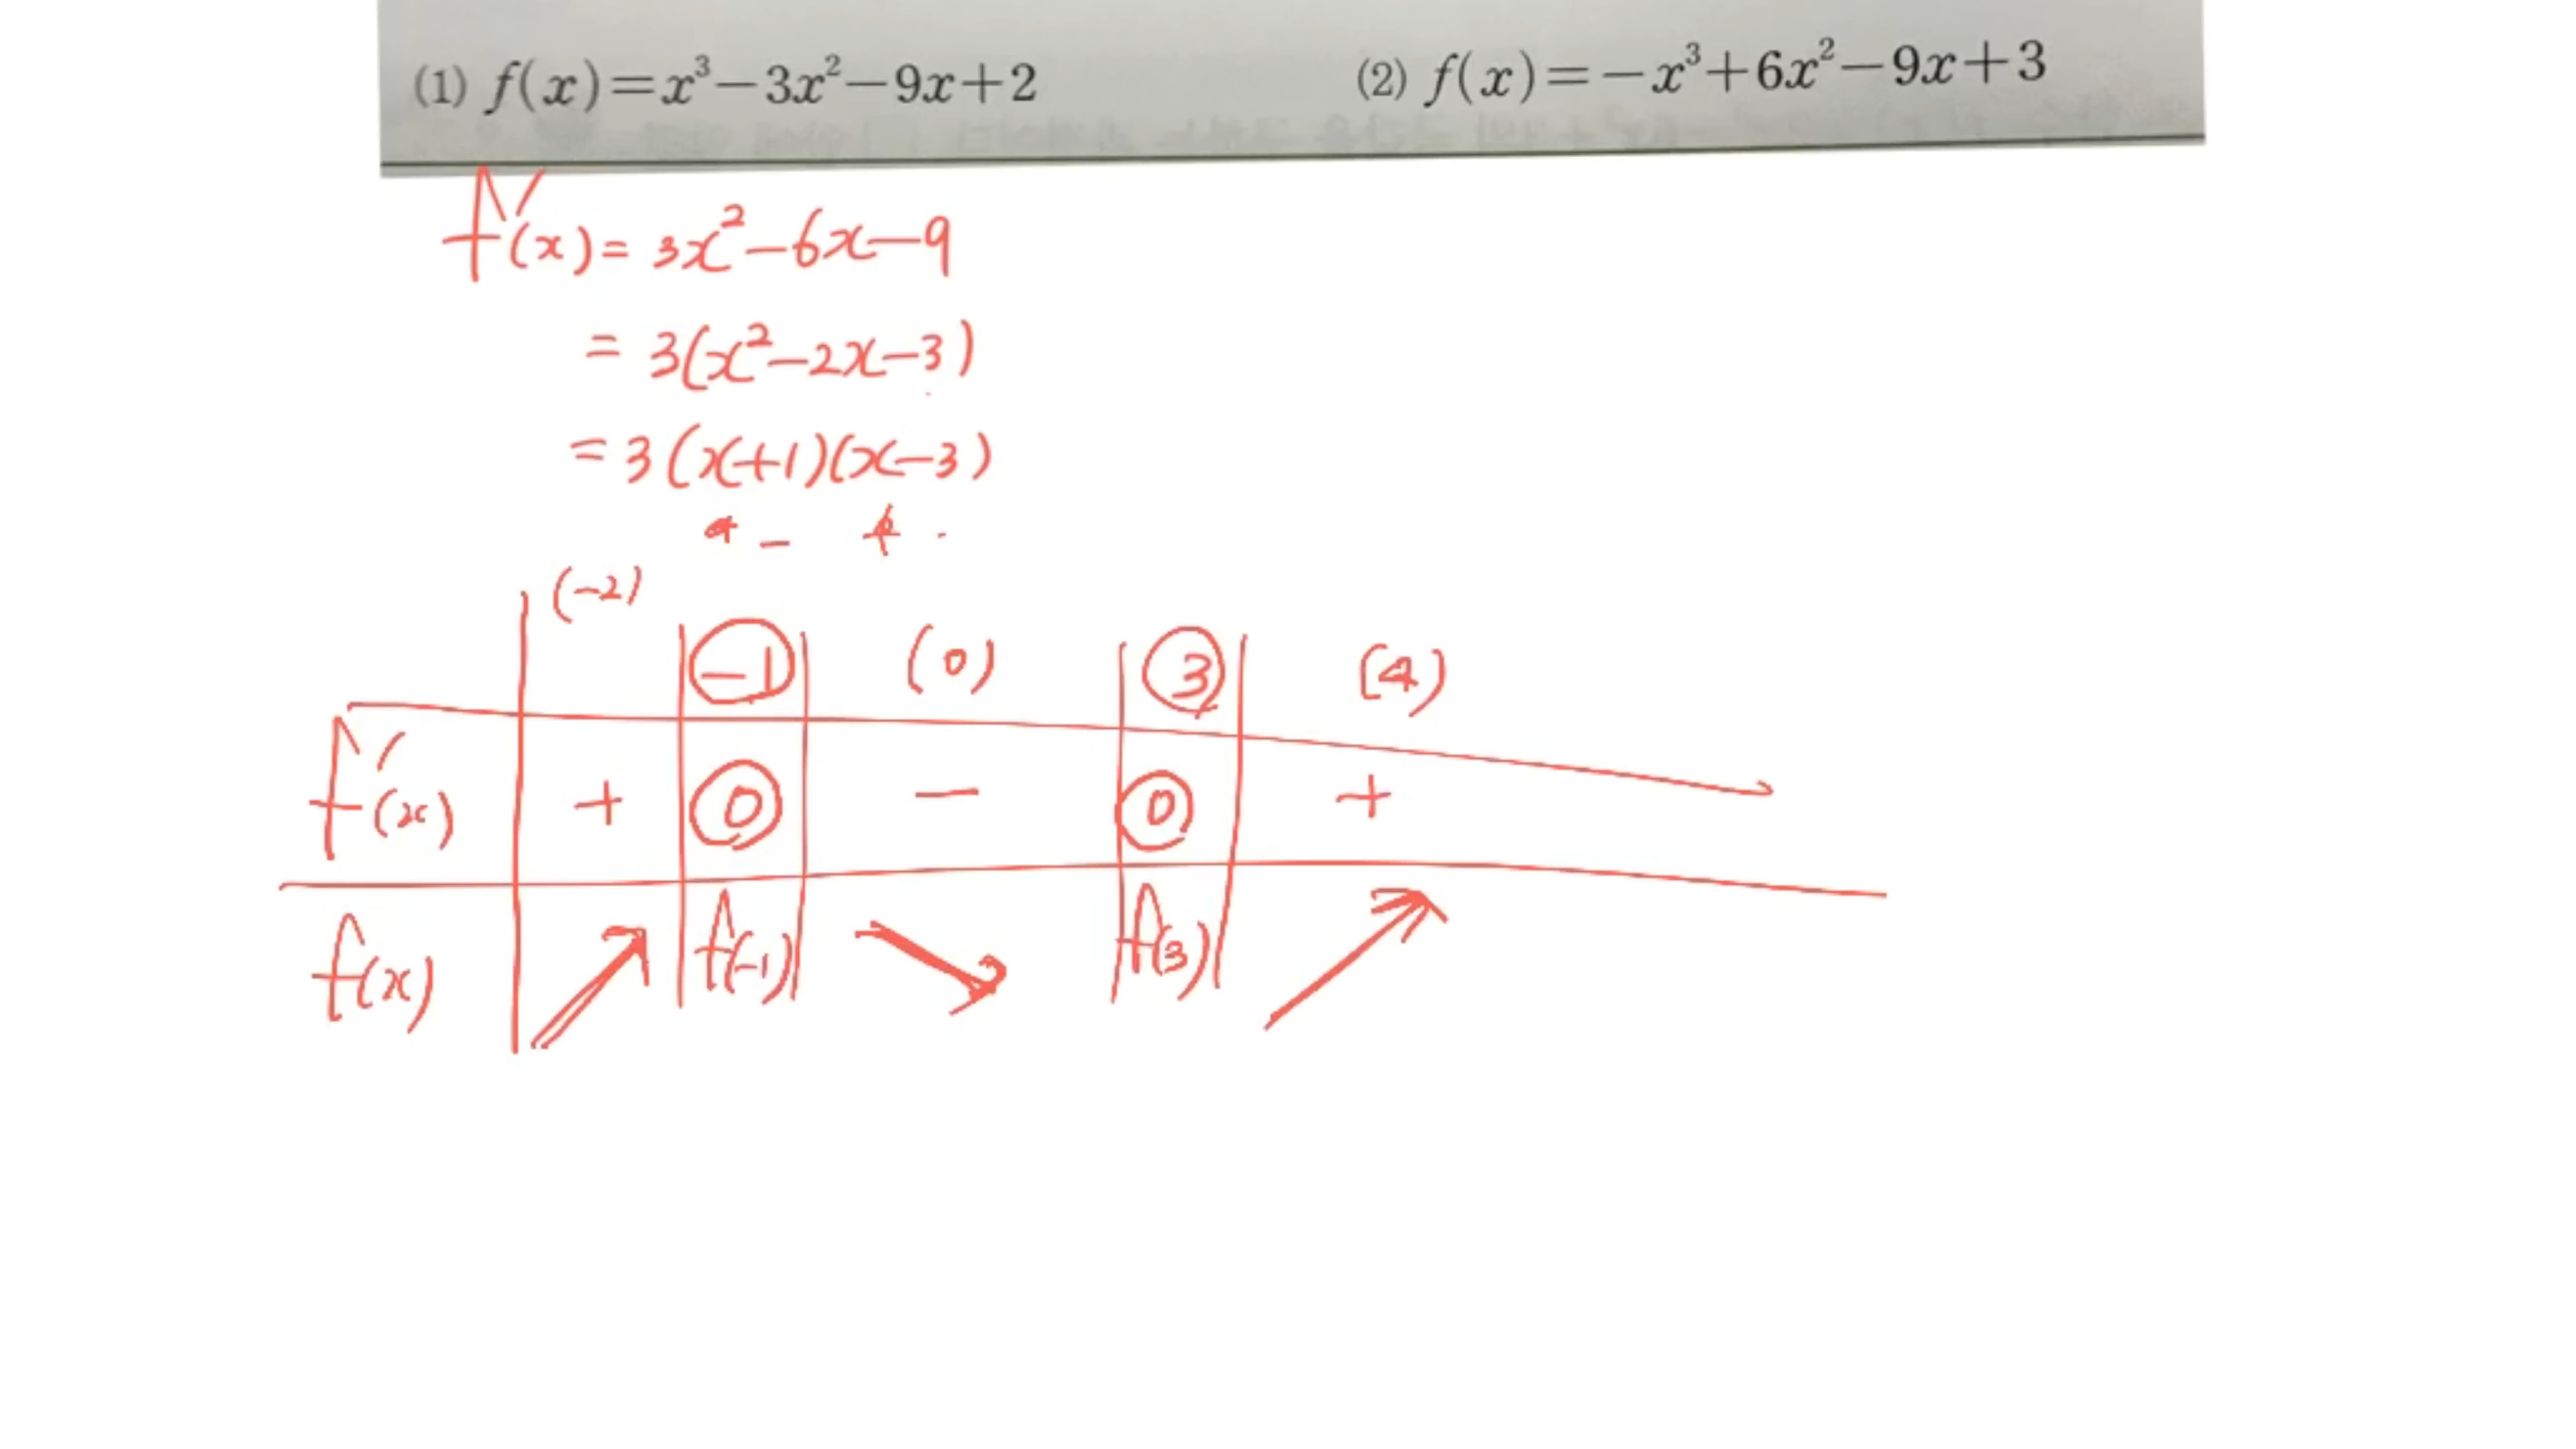 (1) f(x)=x³−3x²−9x+2
(2) f(x)=−x³+6x²−9x+3
f'(x)= 3x²−6x−9
= 3(x²−2x−3)
= 3(x+1)(x−3)
+ − + ·
(-2) −1 (0) 3 (4)
f'(x) + 0 − 0 +
f(x) ↗ f(-1) ↘ f(3) ↗